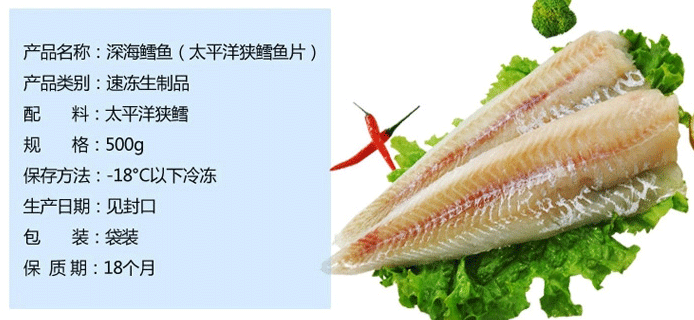 产品名称：深海鳕鱼（太平洋狭鳕鱼片）
产品类别：速冻生制品
配　　料：太平洋狭鳕
规　　格：500g
保存方法：-18°C以下冷冻
生产日期：见封口
包　　装：袋装
保 质 期：18个月